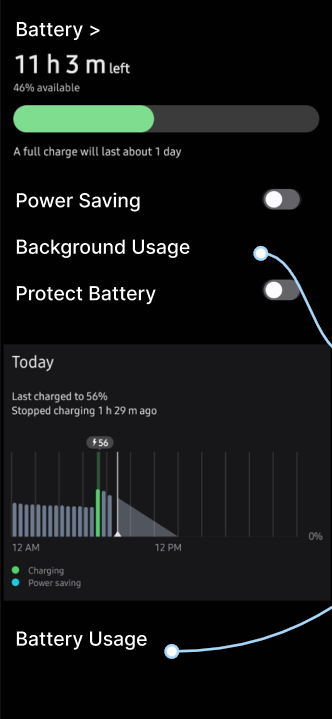 Battery >
11 h 3 m left
46% available
A full charge will last about 1 day
Power Saving
Background Usage
Protect Battery
Today
Last charged to 56%
Stopped charging 1 h 29 m ago
56
0%
12 AM 12 PM
Charging
Power saving
Battery Usage